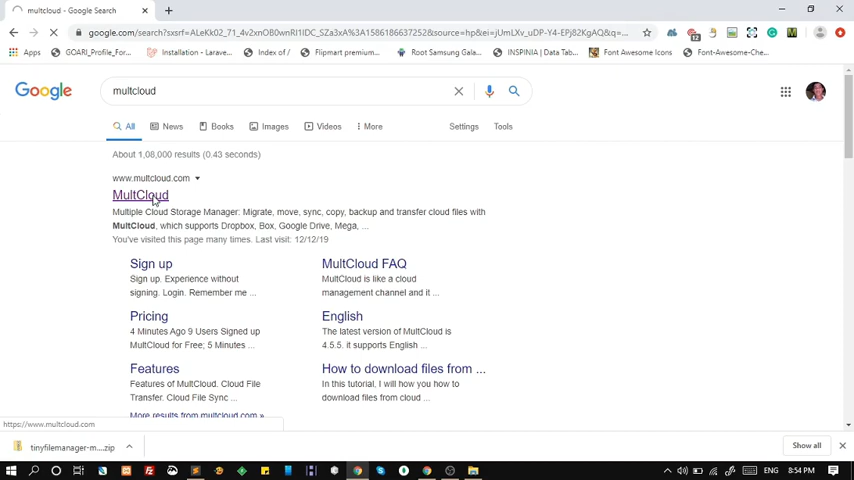 multcloud - Google Search
google.com/search?sxsrf=ALeKk02_71_4v2xnOB0wnRI1IDC_SZa3xA%3A1586186637252&source=hp&ei=jUmLXv_uDP-Y4-EPj82KgAQ&q=...
Apps GOARI_Profile_For... Installation - Larave... Index of / Flipmart premium... Root Samsung Galax... INSPINIA | Data Tab... Font Awesome Icons Font-Awesome-Che...
Google multcloud
All News Books Images Videos More Settings Tools
About 1,08,000 results (0.43 seconds)
www.multcloud.com
MultCloud
Multiple Cloud Storage Manager: Migrate, move, sync, copy, backup and transfer cloud files with
MultCloud, which supports Dropbox, Box, Google Drive, Mega, ...
You've visited this page many times. Last visit: 12/12/19
Sign up
Sign up. Experience without
signing. Login. Remember me ...
MultCloud FAQ
MultCloud is like a cloud
management channel and it ...
Pricing
4 Minutes Ago 9 Users Signed up
MultCloud for Free; 5 Minutes ...
English
The latest version of MultCloud is
4.5.5. it supports English ...
Features
Features of MultCloud. Cloud File
Transfer. Cloud File Sync ...
How to download files from ...
In this tutorial, I will how you how to
download files from cloud ...
More results from multcloud.com »
https://www.multcloud.com
tinyfilemanager-m....zip
Show all
ENG 8:54 PM